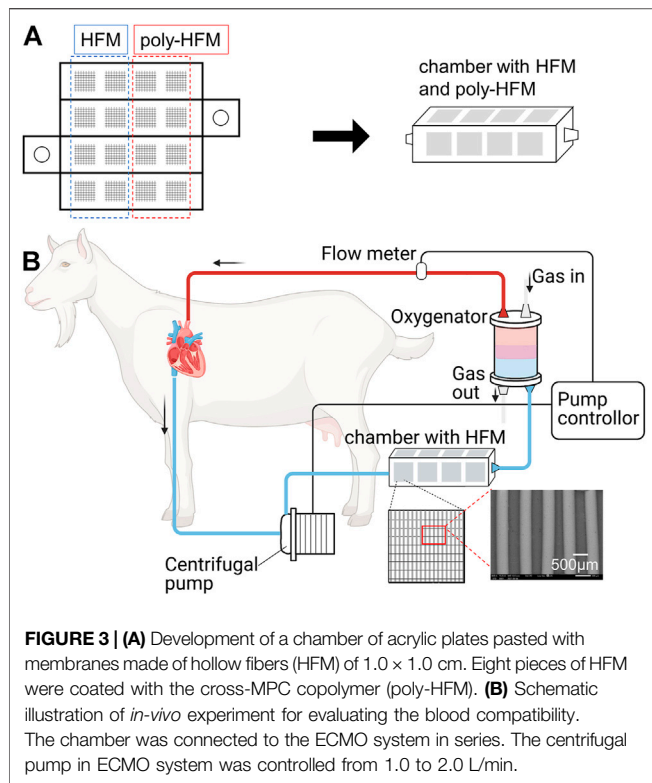 A
HFM poly-HFM
chamber with HFM
and poly-HFM
B
Flow meter
Gas in
Oxygenator
Gas
out
Pump
controllor
chamber with HFM
Centrifugal
pump
500μm
FIGURE 3 | (A) Development of a chamber of acrylic plates pasted with
membranes made of hollow fibers (HFM) of 1.0 × 1.0 cm. Eight pieces of HFM
were coated with the cross-MPC copolymer (poly-HFM). (B) Schematic
illustration of in-vivo experiment for evaluating the blood compatibility.
The chamber was connected to the ECMO system in series. The centrifugal
pump in ECMO system was controlled from 1.0 to 2.0 L/min.